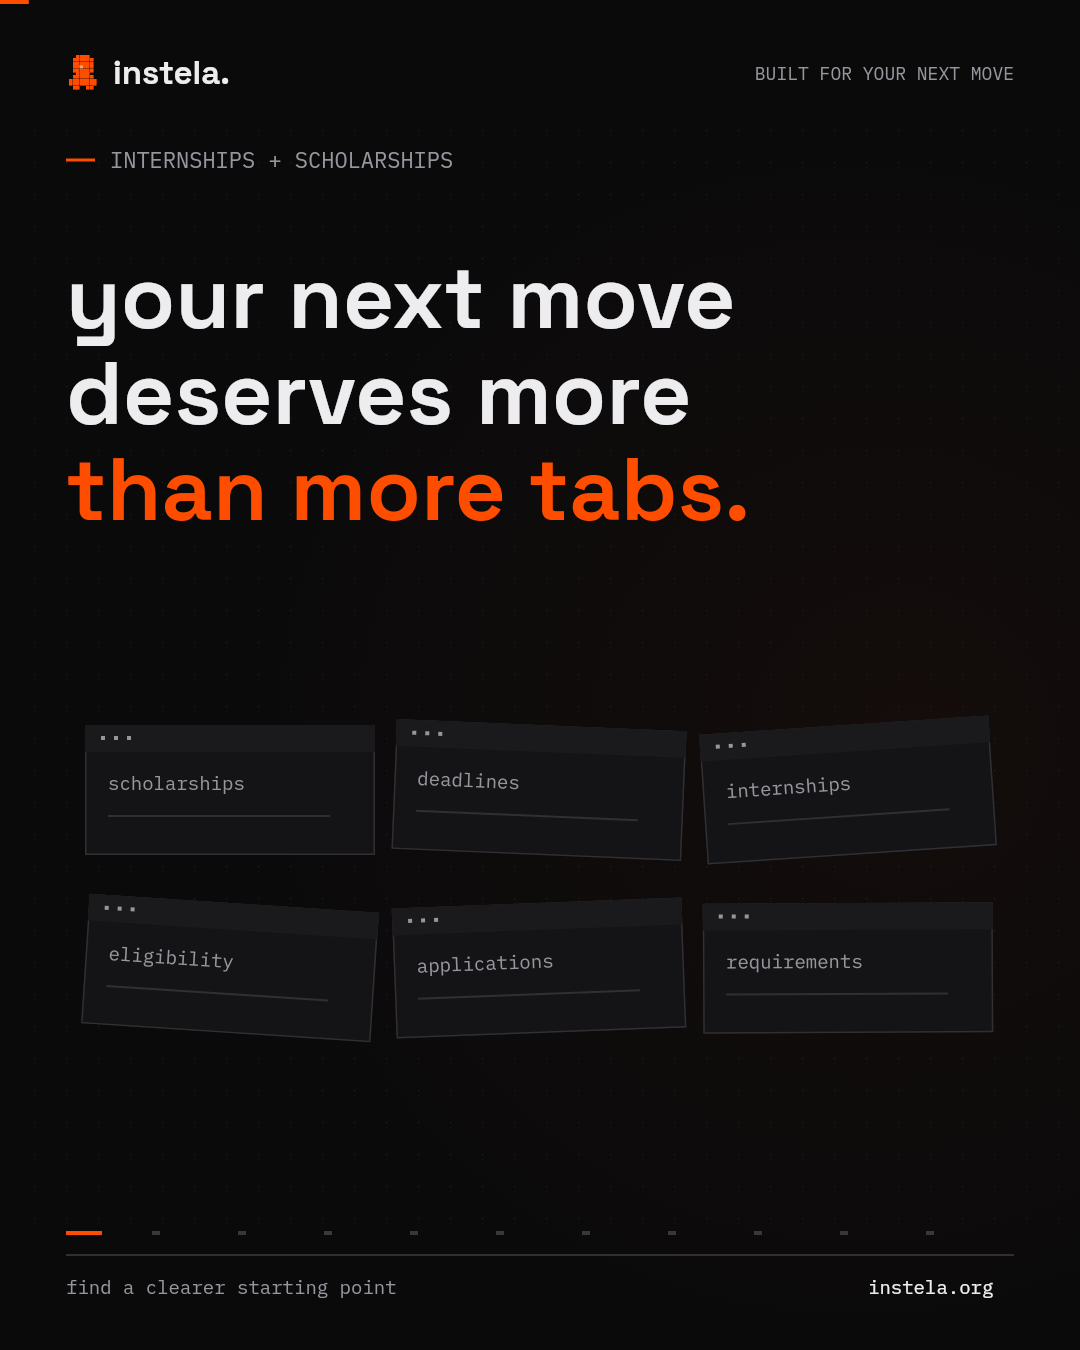 instela.
BUILT FOR YOUR NEXT MOVE
INTERNSHIPS + SCHOLARSHIPS
your next move
deserves more
than more tabs.
scholarships
deadlines
internships
eligibility
applications
requirements
find a clearer starting point
instela.org